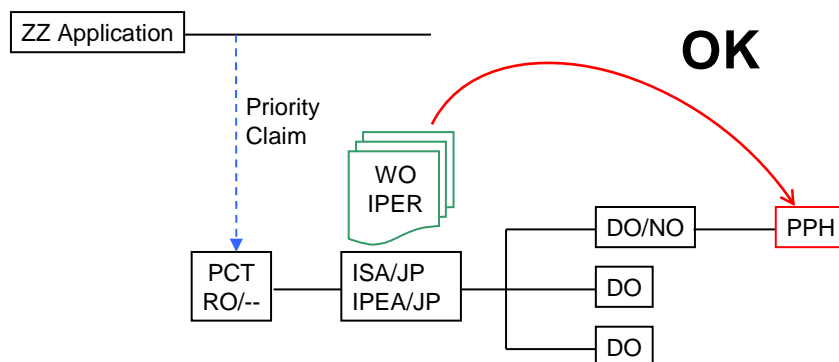 ZZ Application
OK
Priority
Claim
WO
IPER
DO/NO
PPH
PCT
RO/--
ISA/JP
IPEA/JP
DO
DO